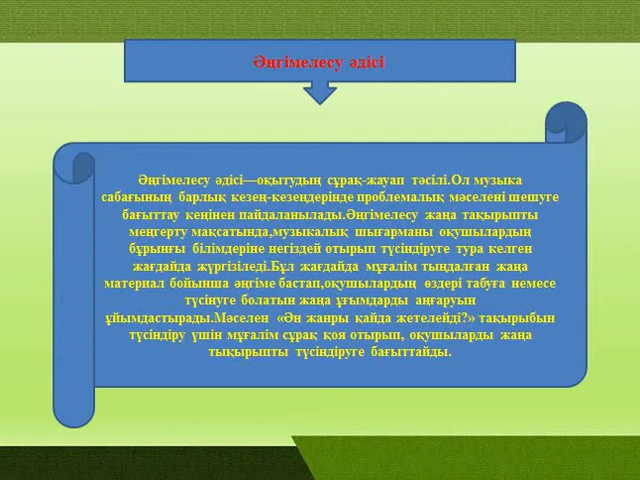 Әңгімелесу әдісі
Әңгімелесу әдісі—оқытудың сұрақ-жауап тәсілі.Ол музыка
сабағының барлық кезең-кезеңдерінде проблемалық мәселені шешуге
бағыттау кеңінен пайдаланылады.Әңгімелесу жаңа тақырыпты
меңгерту мақсатында,музыкалық шығарманы оқушылардың
бұрынғы білімдеріне негіздей отырып түсіндіруге тура келген
жағдайда жүргізіледі.Бұл жағдайда мұғалім тыңдалған жаңа
материал бойынша әңгіме бастап,оқушылардың өздері табуға немесе
түсінуге болатын жаңа ұғымдарды аңғаруын
ұйымдастырады.Мәселен «Ән жанры қайда жетелейді?» тақырыбын
түсіндіру үшін мұғалім сұрақ қоя отырып, оқушыларды жаңа
тықырыпты түсіндіруге бағыттайды.